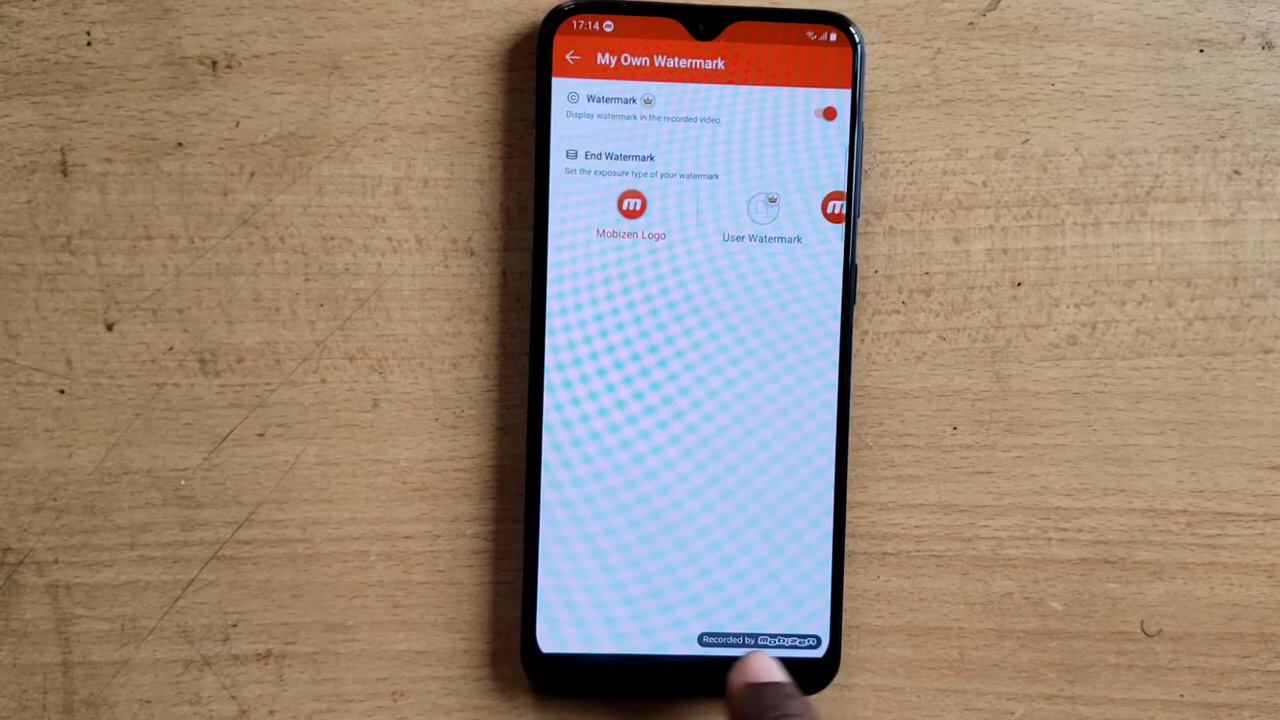 17:14
My Own Watermark
Watermark
Display watermark in the recorded video.
End Watermark
Set the exposure type of your watermark
m
m
Mobizen Logo
User Watermark
Recorded by mobizen